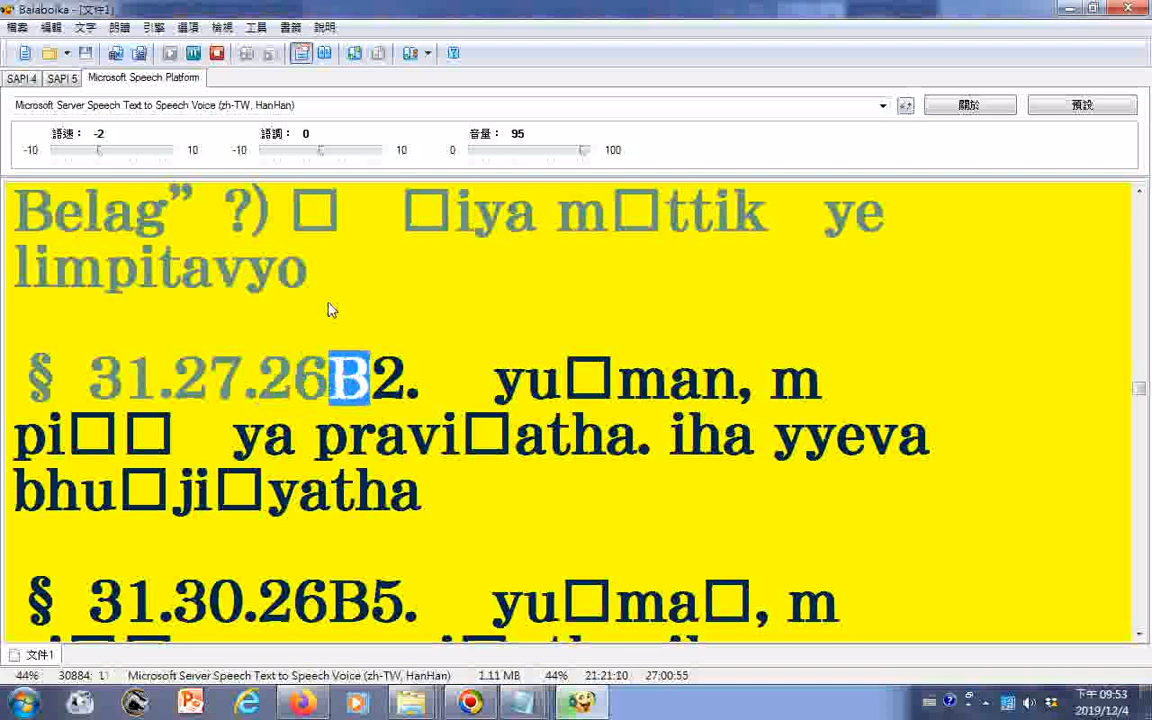 Balabolka - [文件1]
檔案 編輯 文字 朗讀 引擎 選項 檢視 工具 書籤 說明
SAPI 4 SAPI 5 Microsoft Speech Platform
Microsoft Server Speech Text to Speech Voice (zh-TW, HanHan)
關於 預設
語速： -2 語調： 0 音量： 95
-10 10 -10 10 0 100
Belag” ?) □ □iya m□ttik ye
limpitavyo
§ 31.27.26B2. yu□man, m
pi□□ ya pravi□atha. iha yyeva
bhu□ji□yatha
§ 31.30.26B5. yu□ma□, m
文件1
44% 30884: 1 Microsoft Server Speech Text to Speech Voice (zh-TW, HanHan) 1.11 MB 44% 21:21:10 27:00:55
下午 09:53
2019/12/4